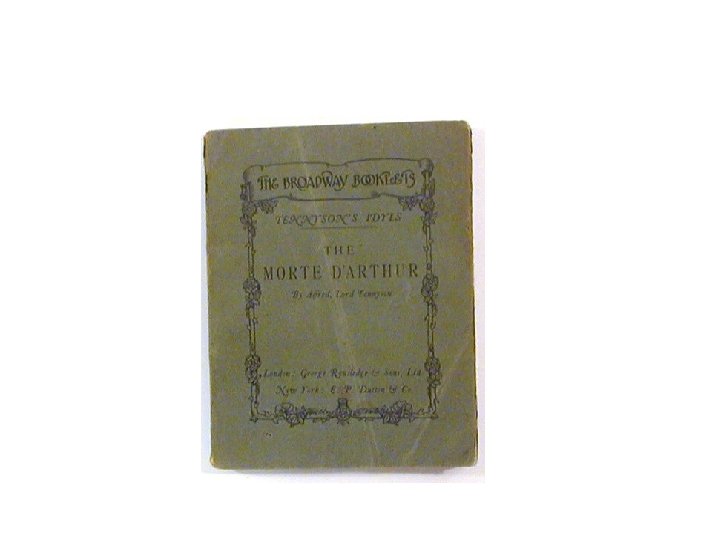 THE BROADWAY BOOKLETS
TENNYSON'S IDYLS
THE
MORTE D'ARTHUR
By Alfred, Lord Tennyson
London: George Routledge & Sons, Ltd
New York: E. P. Dutton & Co.